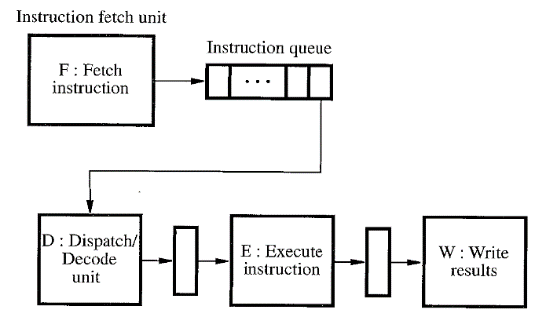 Instruction fetch unit
Instruction queue
F : Fetch
instruction
...
D : Dispatch/
Decode
unit
E : Execute
instruction
W : Write
results